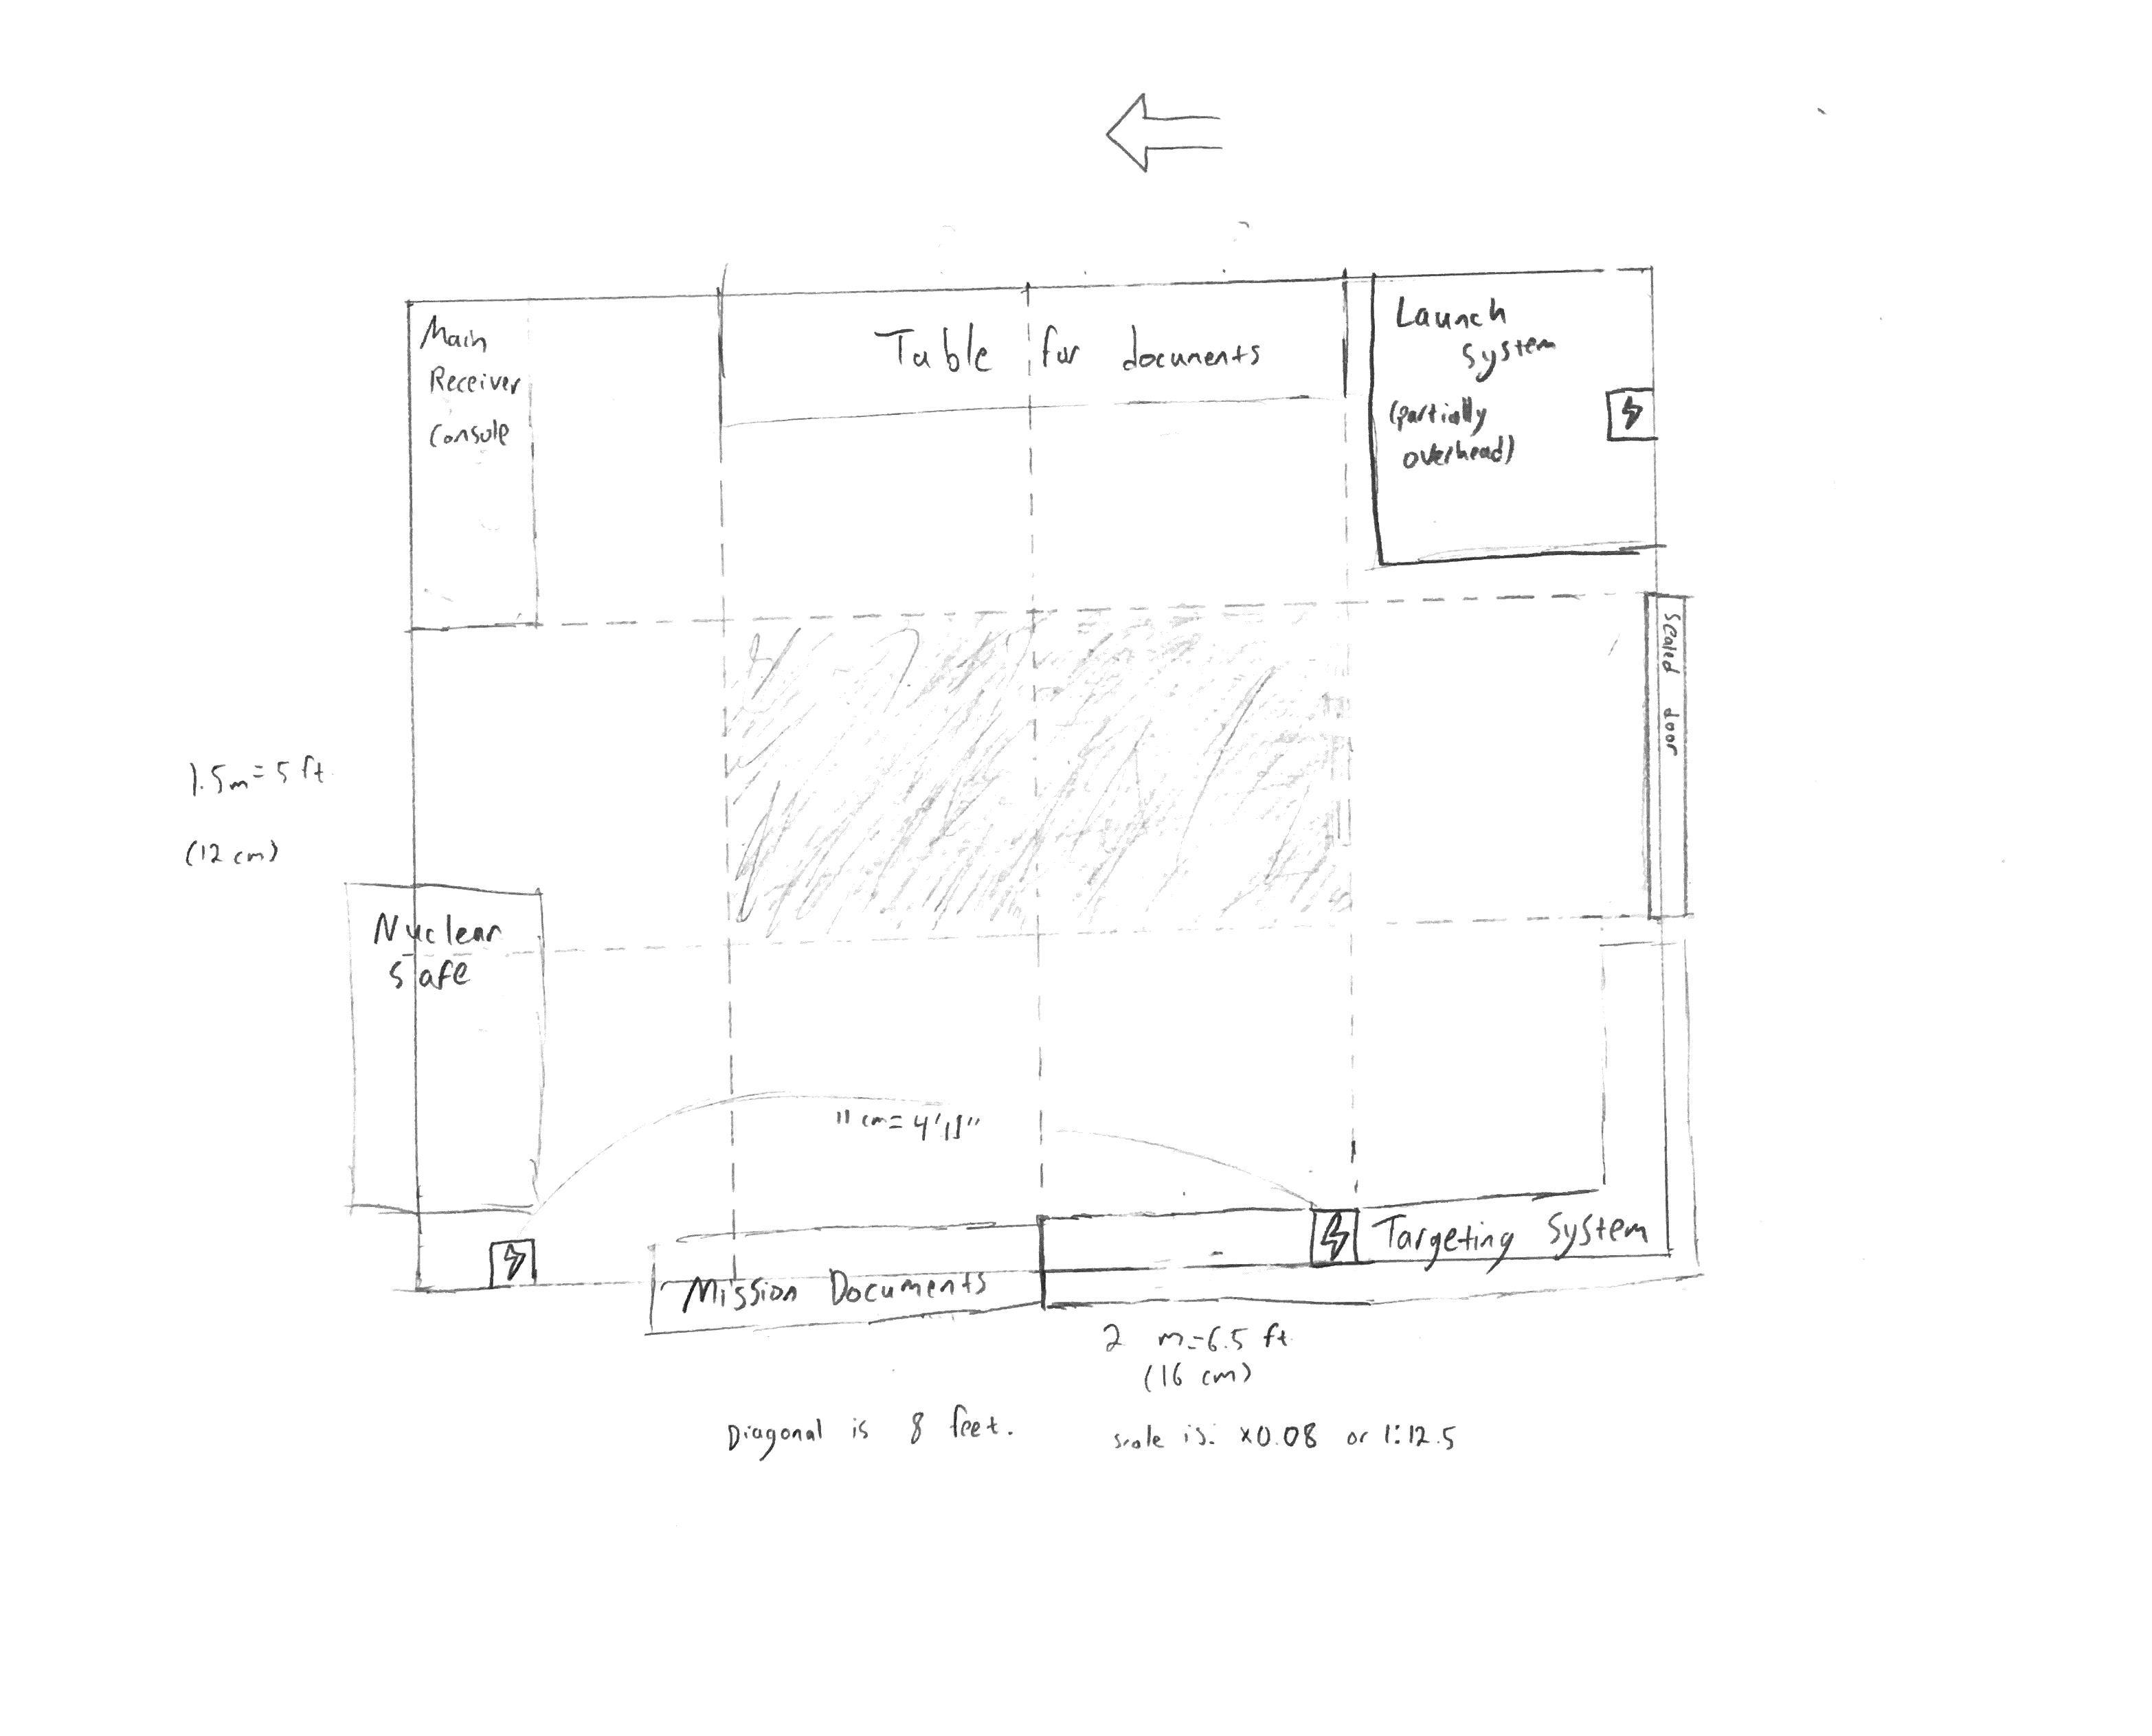 Main
Receiver
Console
Table for documents
Launch
System
(partially
overhead)
Sealed door
1.5m=5 ft.
(12 cm)
Nuclear
Safe
11 cm= 4'11"
Targeting System
Mission Documents
2 m=6.5 ft.
(16 cm)
Diagonal is 8 feet.
scale is: x0.08 or 1:12.5